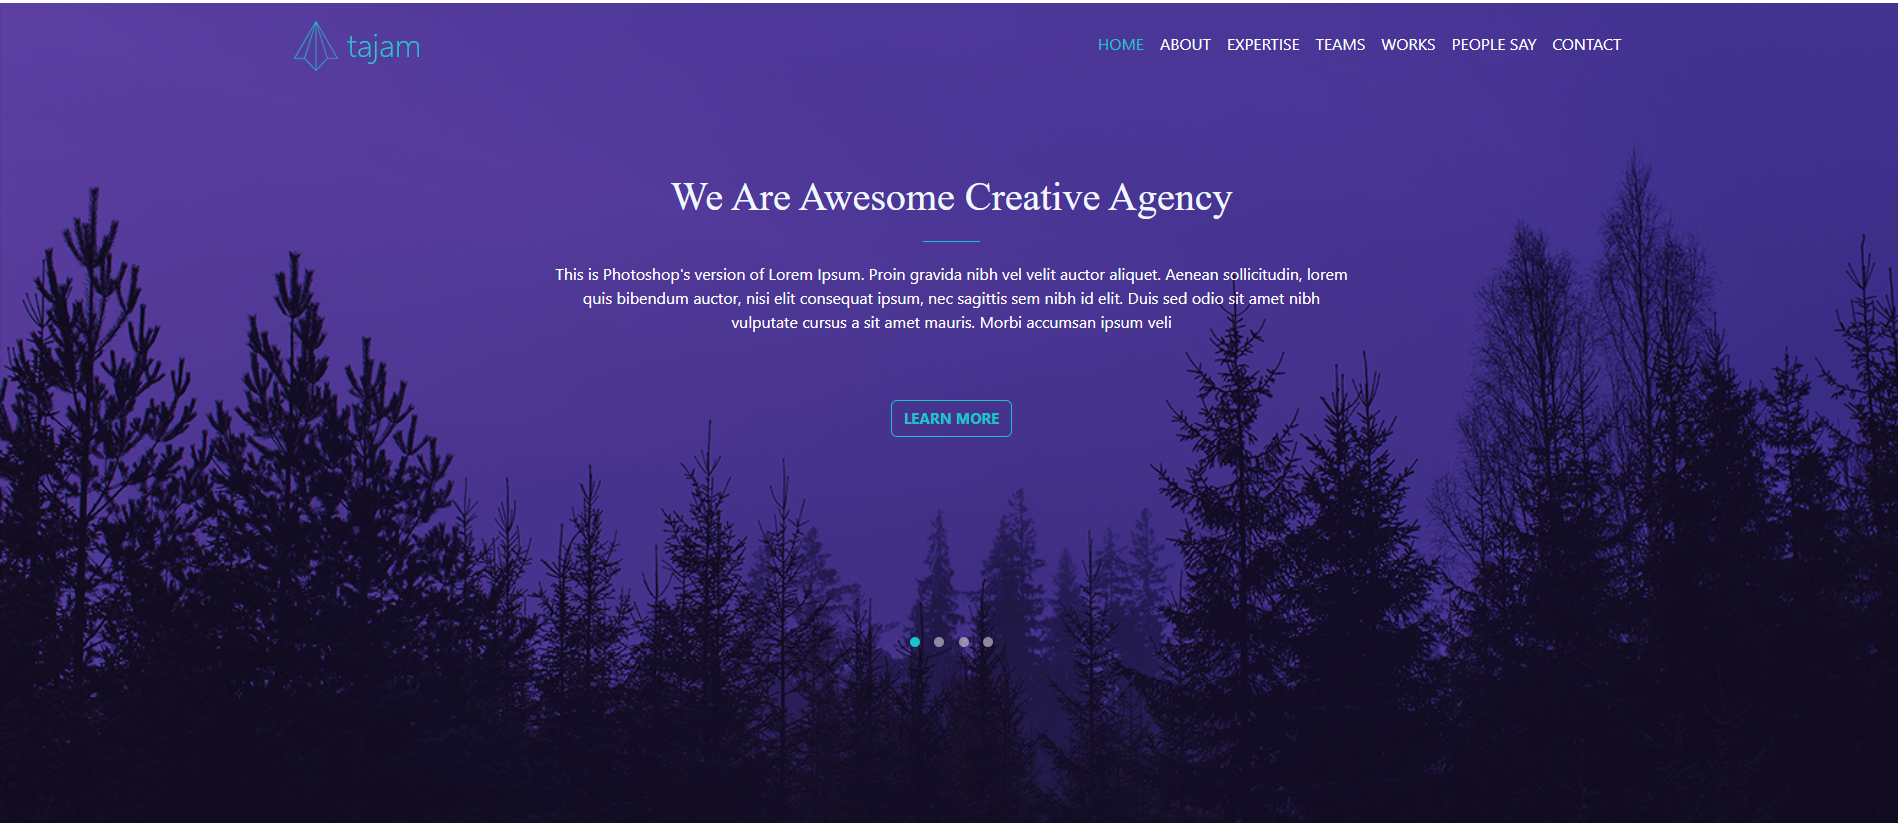 tajam
HOME ABOUT EXPERTISE TEAMS WORKS PEOPLE SAY CONTACT
We Are Awesome Creative Agency
This is Photoshop's version of Lorem Ipsum. Proin gravida nibh vel velit auctor aliquet. Aenean sollicitudin, lorem
quis bibendum auctor, nisi elit consequat ipsum, nec sagittis sem nibh id elit. Duis sed odio sit amet nibh
vulputate cursus a sit amet mauris. Morbi accumsan ipsum veli
LEARN MORE